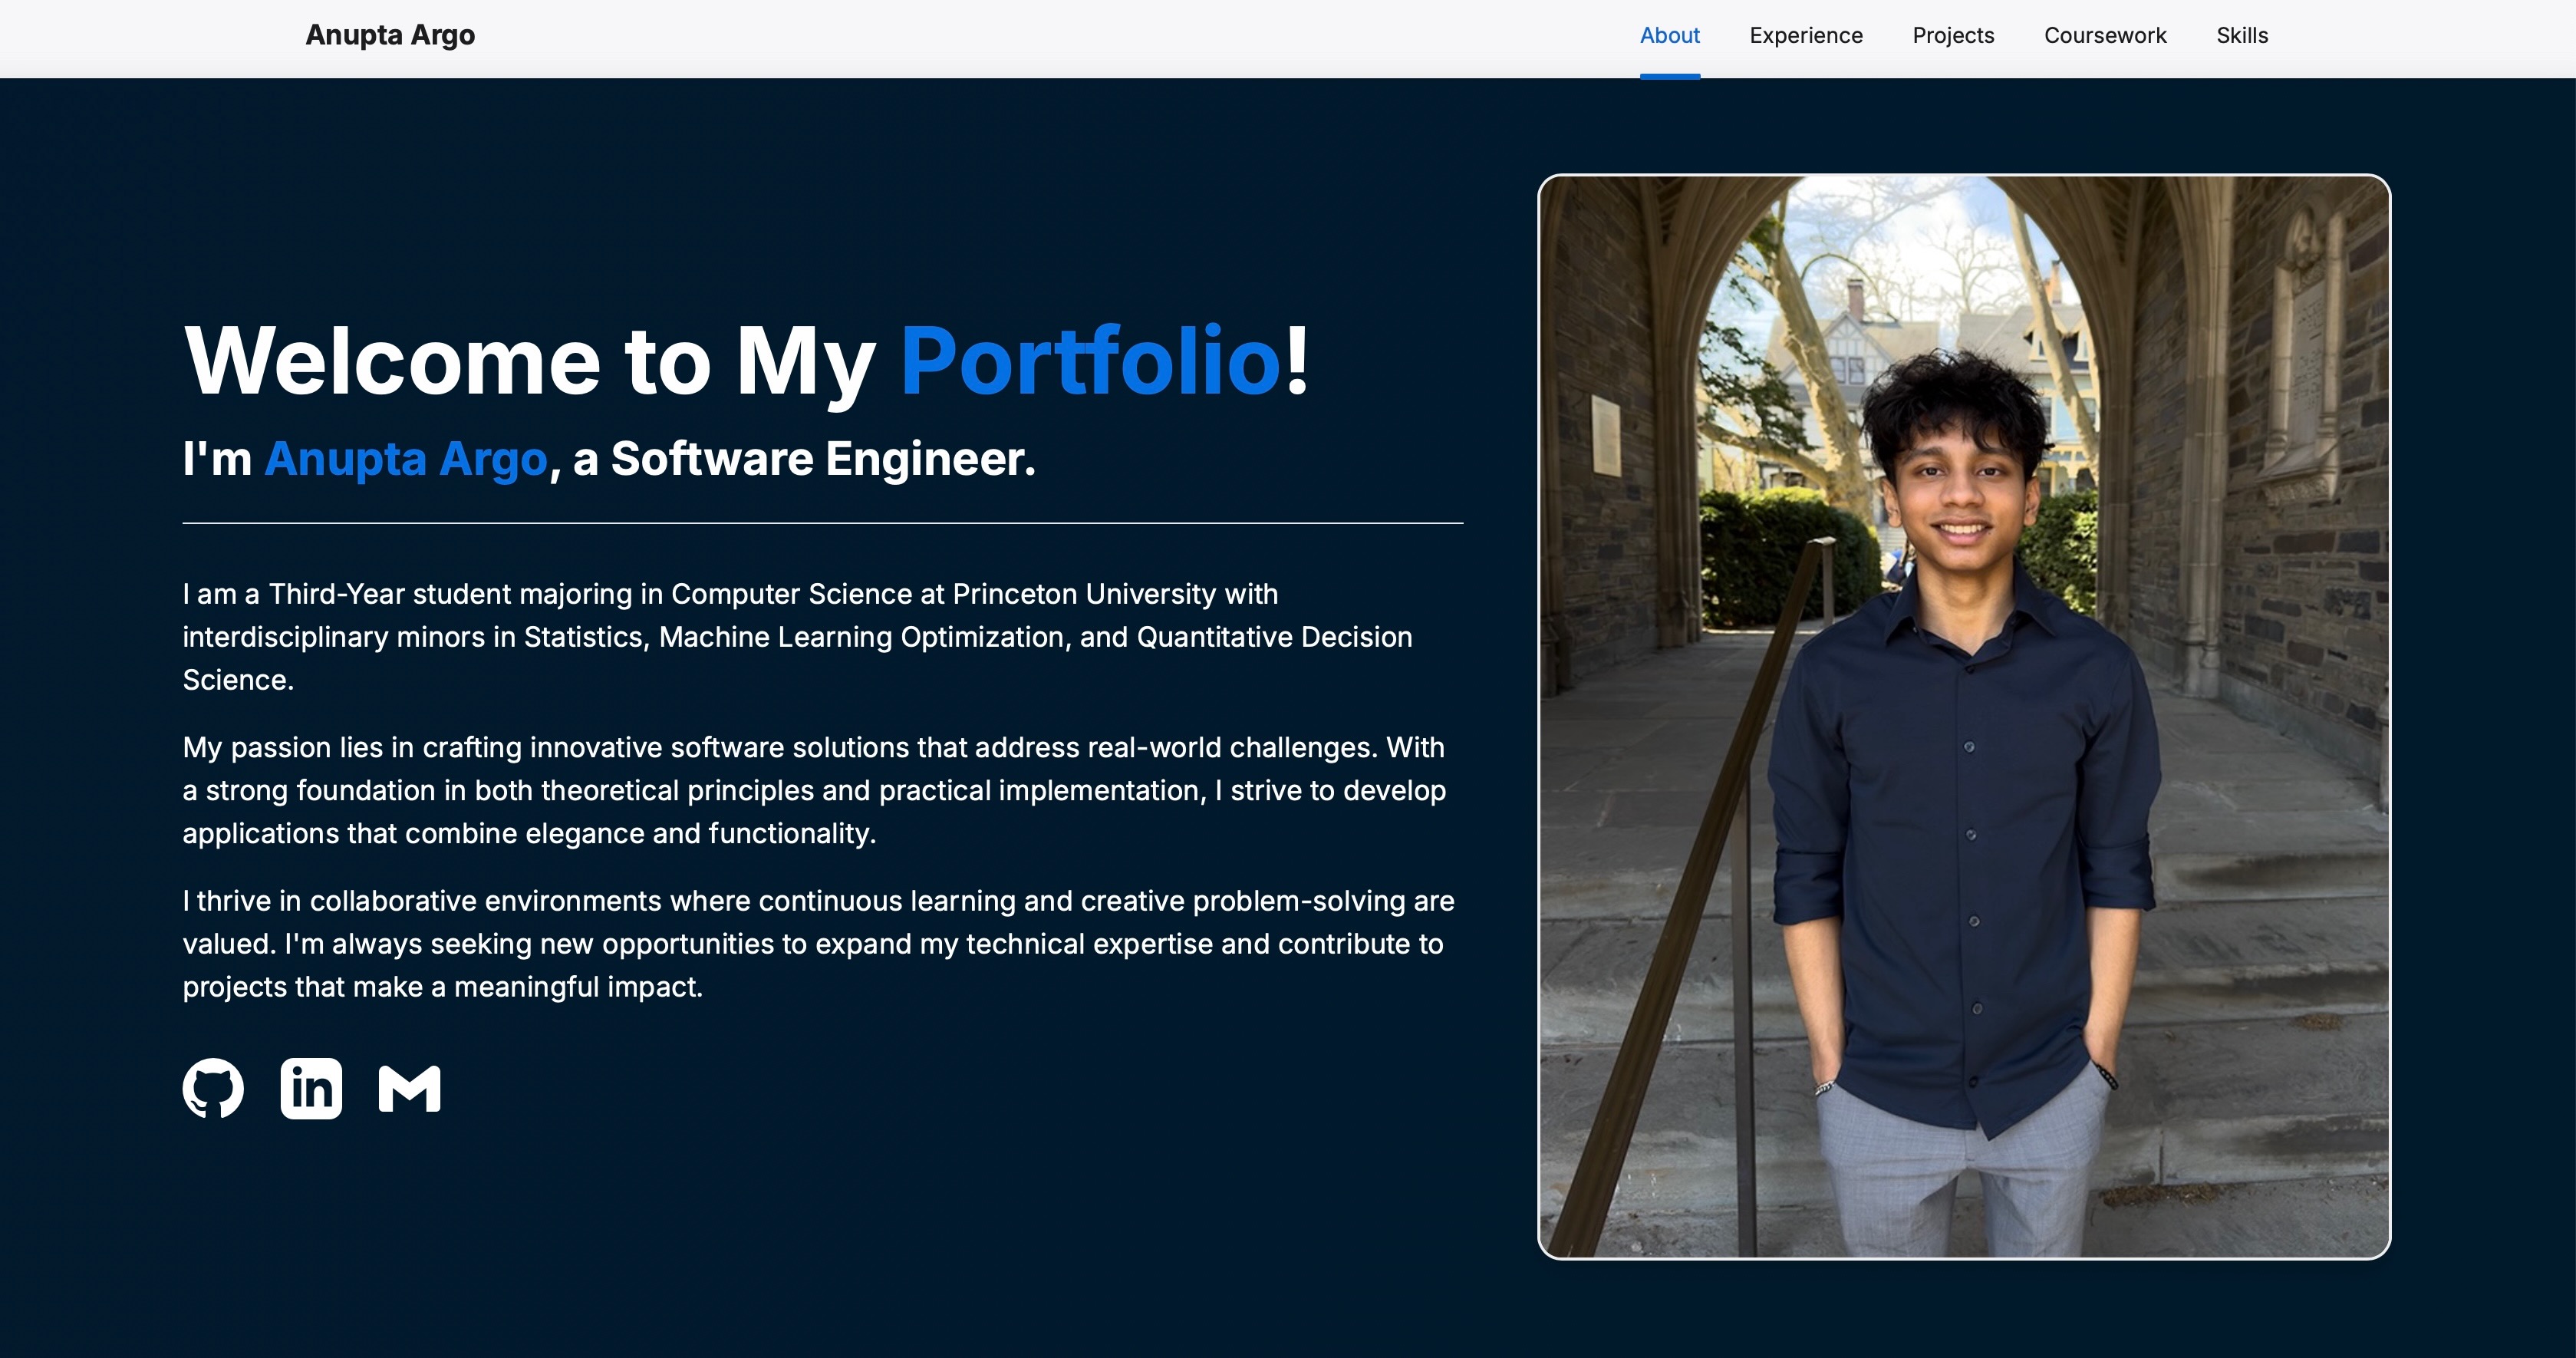 Anupta Argo
About
Experience
Projects
Coursework
Skills
Welcome to My Portfolio!
I'm Anupta Argo, a Software Engineer.
I am a Third-Year student majoring in Computer Science at Princeton University with
interdisciplinary minors in Statistics, Machine Learning Optimization, and Quantitative Decision
Science.
My passion lies in crafting innovative software solutions that address real-world challenges. With
a strong foundation in both theoretical principles and practical implementation, I strive to develop
applications that combine elegance and functionality.
I thrive in collaborative environments where continuous learning and creative problem-solving are
valued. I'm always seeking new opportunities to expand my technical expertise and contribute to
projects that make a meaningful impact.
in